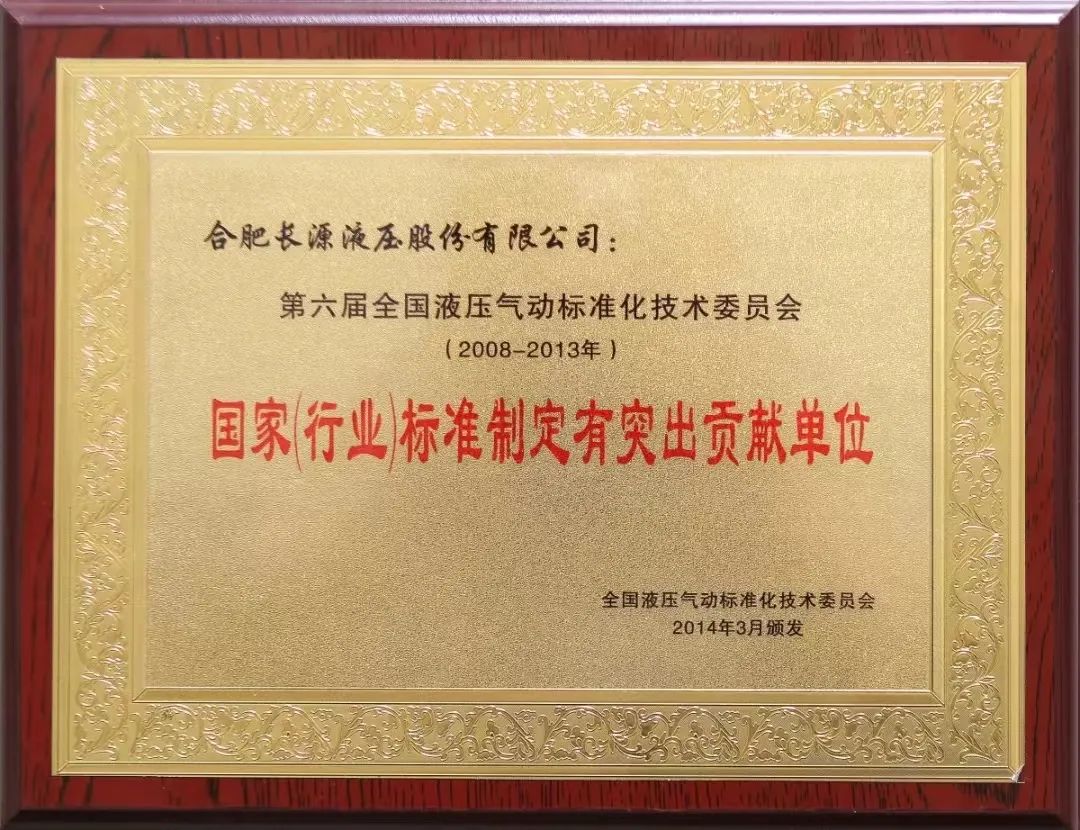 合肥长源液压股份有限公司：
第六届全国液压气动标准化技术委员会
（2008-2013年）
国家(行业)标准制定有突出贡献单位
全国液压气动标准化技术委员会
2014年3月颁发